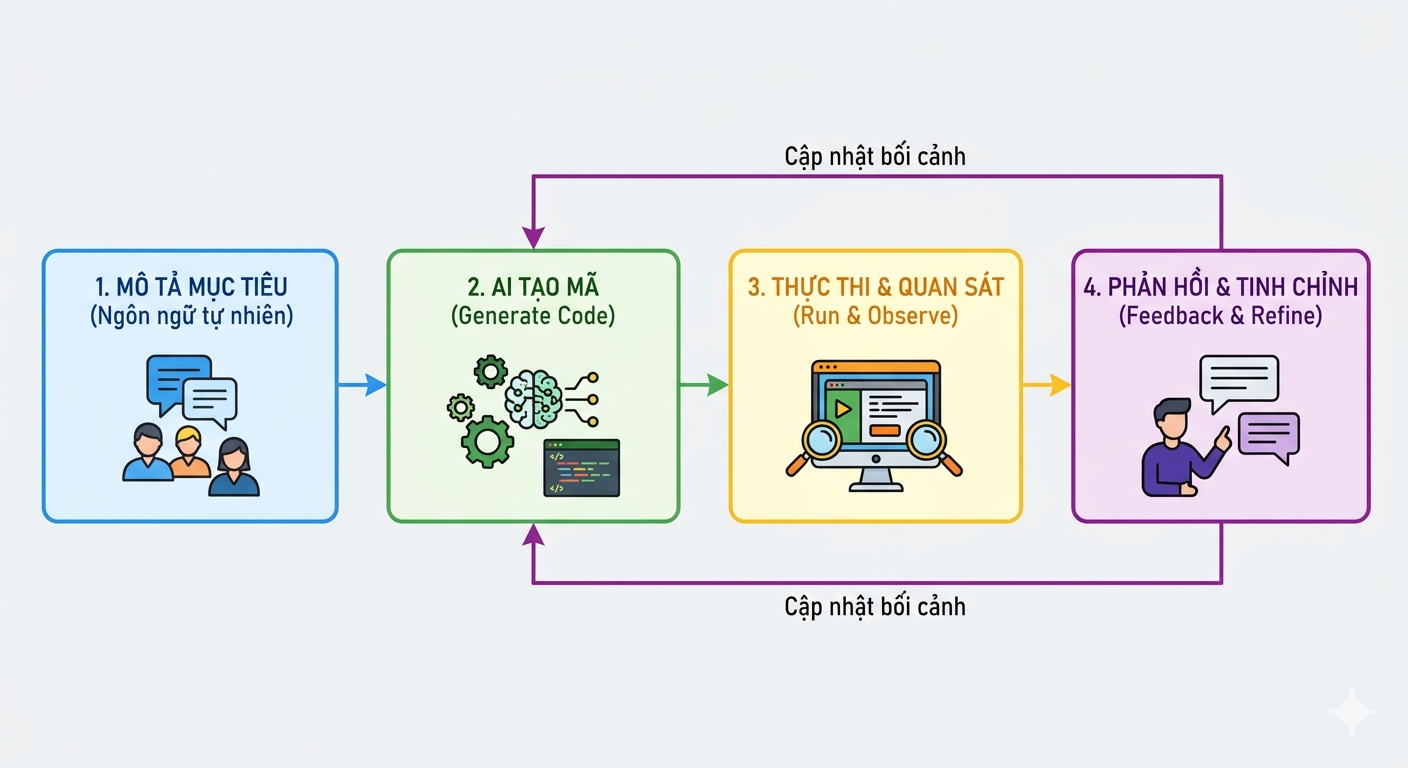 Cập nhật bối cảnh
1. MÔ TẢ MỤC TIÊU
(Ngôn ngữ tự nhiên)
2. AI TẠO MÃ
(Generate Code)
</>
</>
3. THỰC THI & QUAN SÁT
(Run & Observe)
4. PHẢN HỒI & TINH CHỈNH
(Feedback & Refine)
Cập nhật bối cảnh